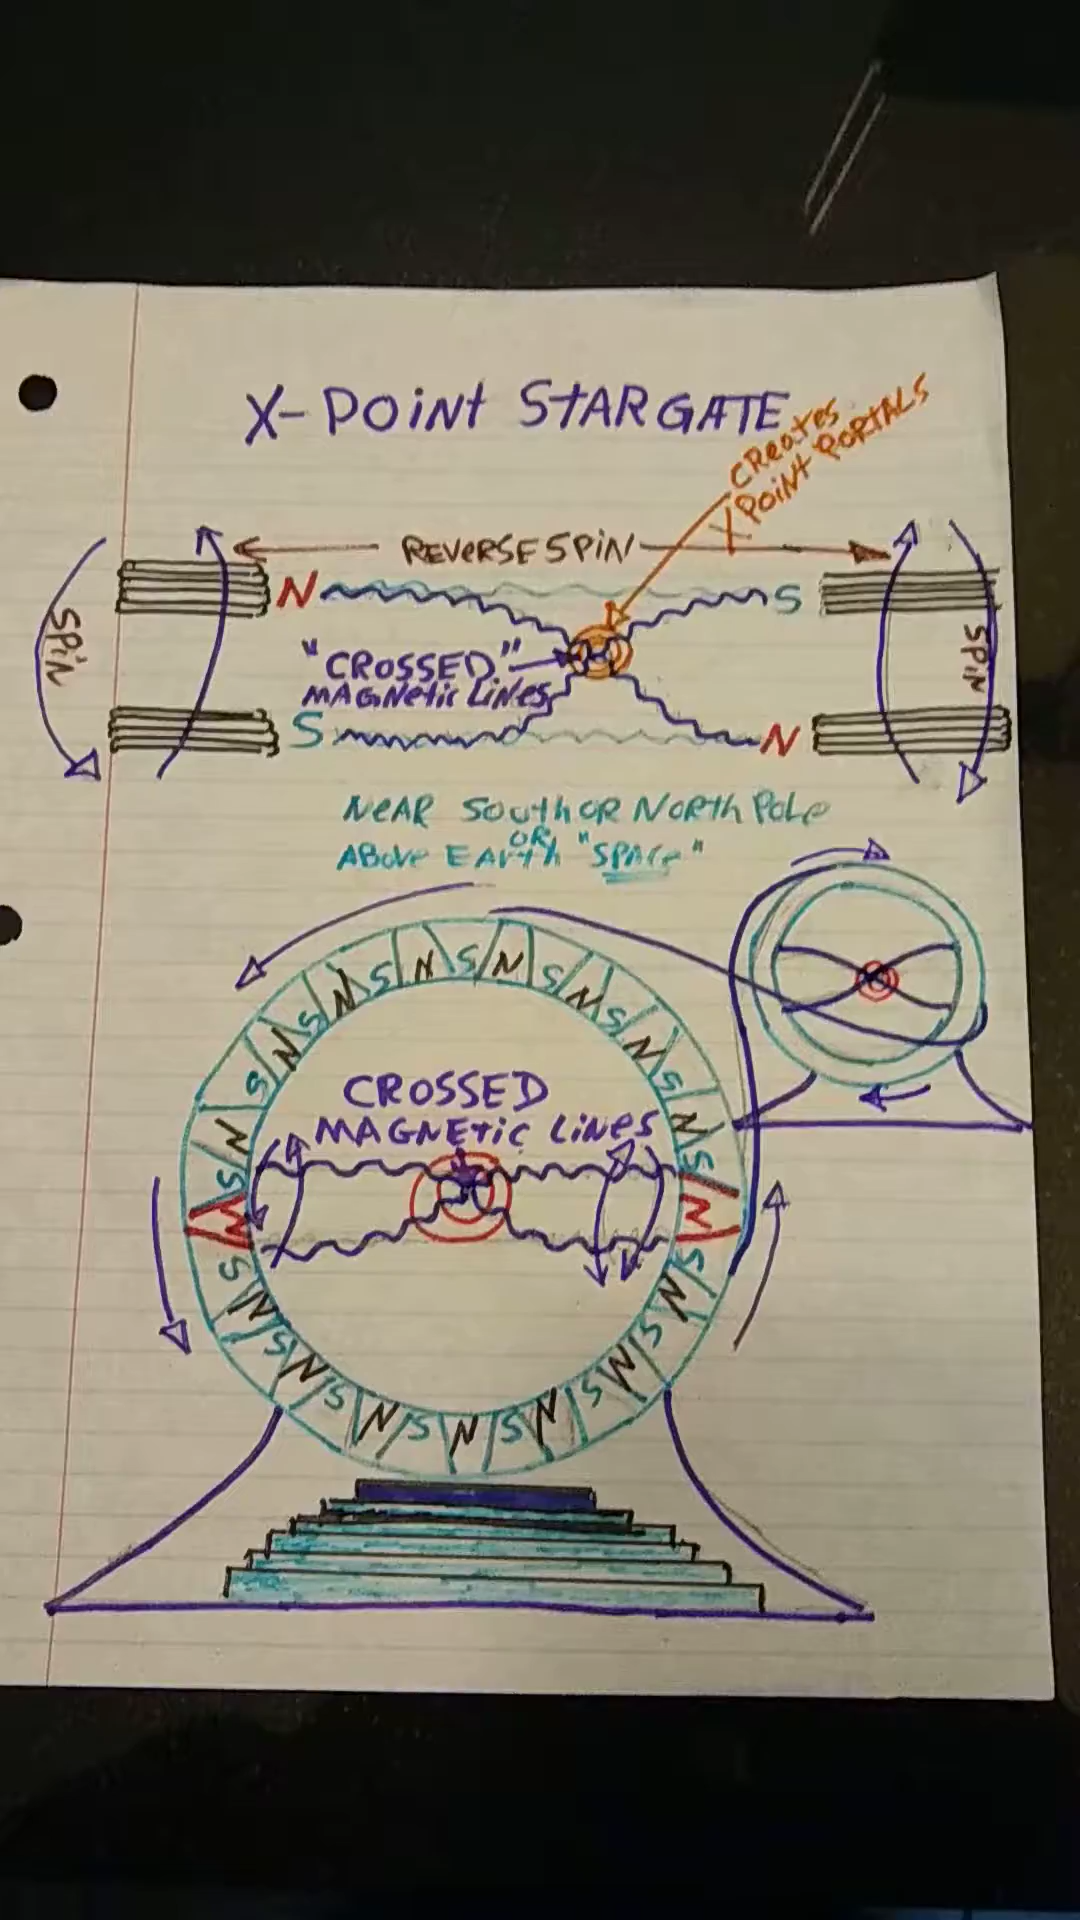 X-POINT STARGATE
CREATES
X POINT PORTALS
REVERSE SPIN
SPIN
N
S
SPIN
"CROSSED"
MAGNETIC LINES
S
N
NEAR SOUTH OR NORTH POLE
OR
ABOVE EARTH "SPACE"
N S N S N S N S N S N S N S N S N S N S N S N S N S N S
CROSSED
MAGNETIC LINES